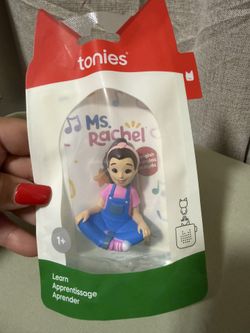 tonies®
Ms.
Rachel
1+
Learn
Apprentissage
Aprender